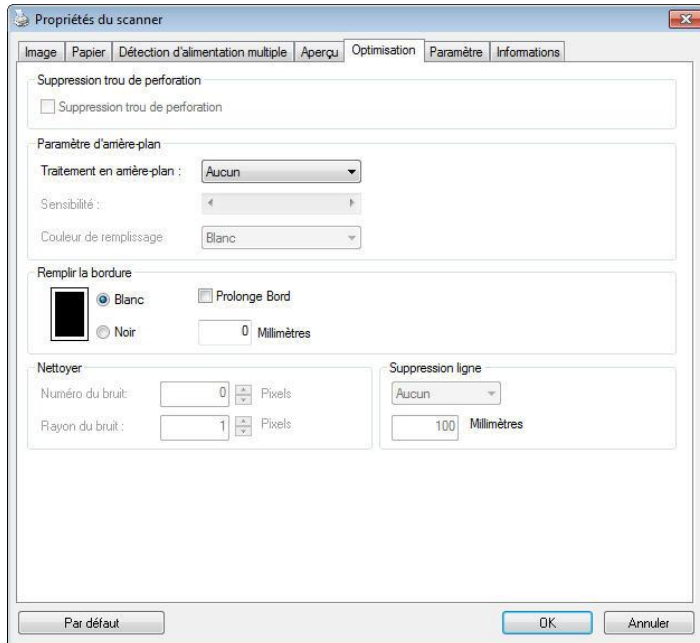 Propriétés du scanner
Image Papier Détection d'alimentation multiple Aperçu Optimisation Paramètre Informations
Suppression trou de perforation
Suppression trou de perforation
Paramètre d'arrière-plan
Traitement en arrière-plan : Aucun
Sensibilité :
Couleur de remplissage Blanc
Remplir la bordure
Blanc Prolonge Bord
Noir 0 Millimètres
Nettoyer Suppression ligne
Numéro du bruit: 0 Pixels Aucun
Rayon du bruit : 1 Pixels 100 Millimètres
Par défaut OK Annuler